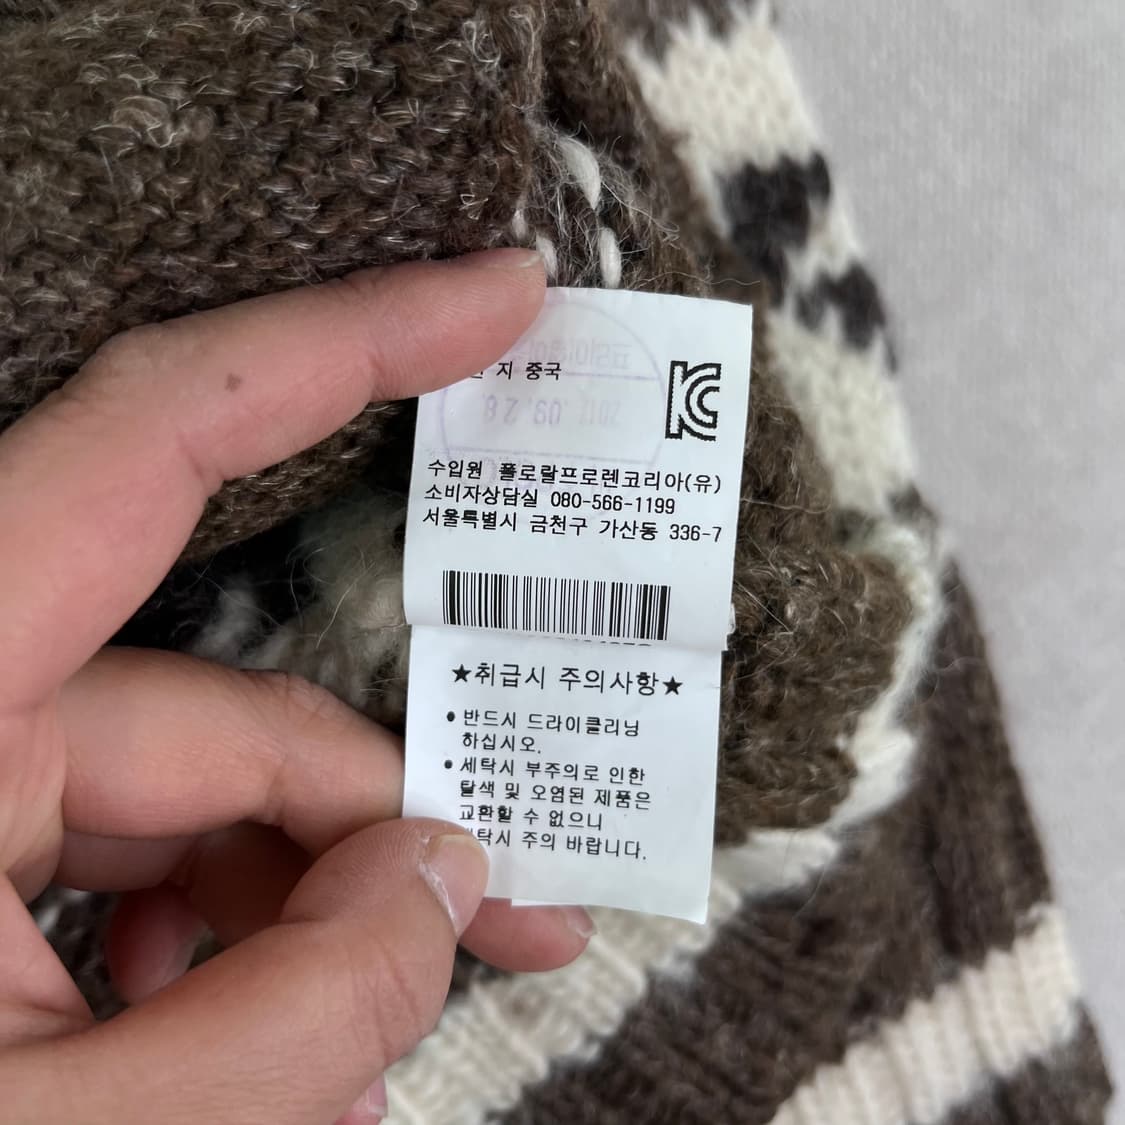 지 중국
KC
수입원 폴로랄프로렌코리아(유)
소비자상담실 080-566-1199
서울특별시 금천구 가산동 336-7
★취급시 주의사항★
● 반드시 드라이클리닝
하십시오.
● 세탁시 부주의로 인한
탈색 및 오염된 제품은
교환할 수 없으니
세탁시 주의 바랍니다.